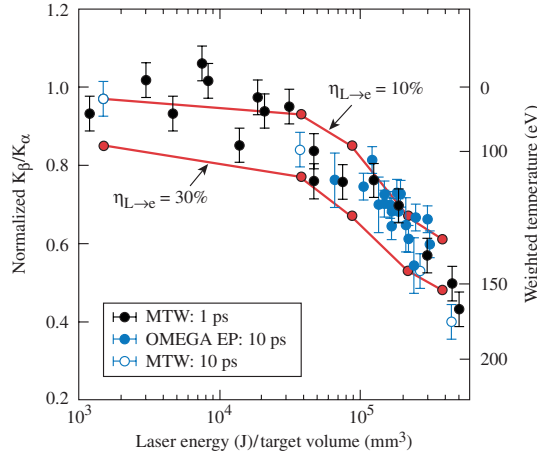 Normalized Kβ/Kα
1.2
1.0
0.8
0.6
0.4
0.2
ηL→e = 10%
ηL→e = 30%
MTW: 1 ps
OMEGA EP: 10 ps
MTW: 10 ps
0
100
150
200
Weighted temperature (eV)
10³ 10⁴ 10⁵
Laser energy (J)/target volume (mm³)